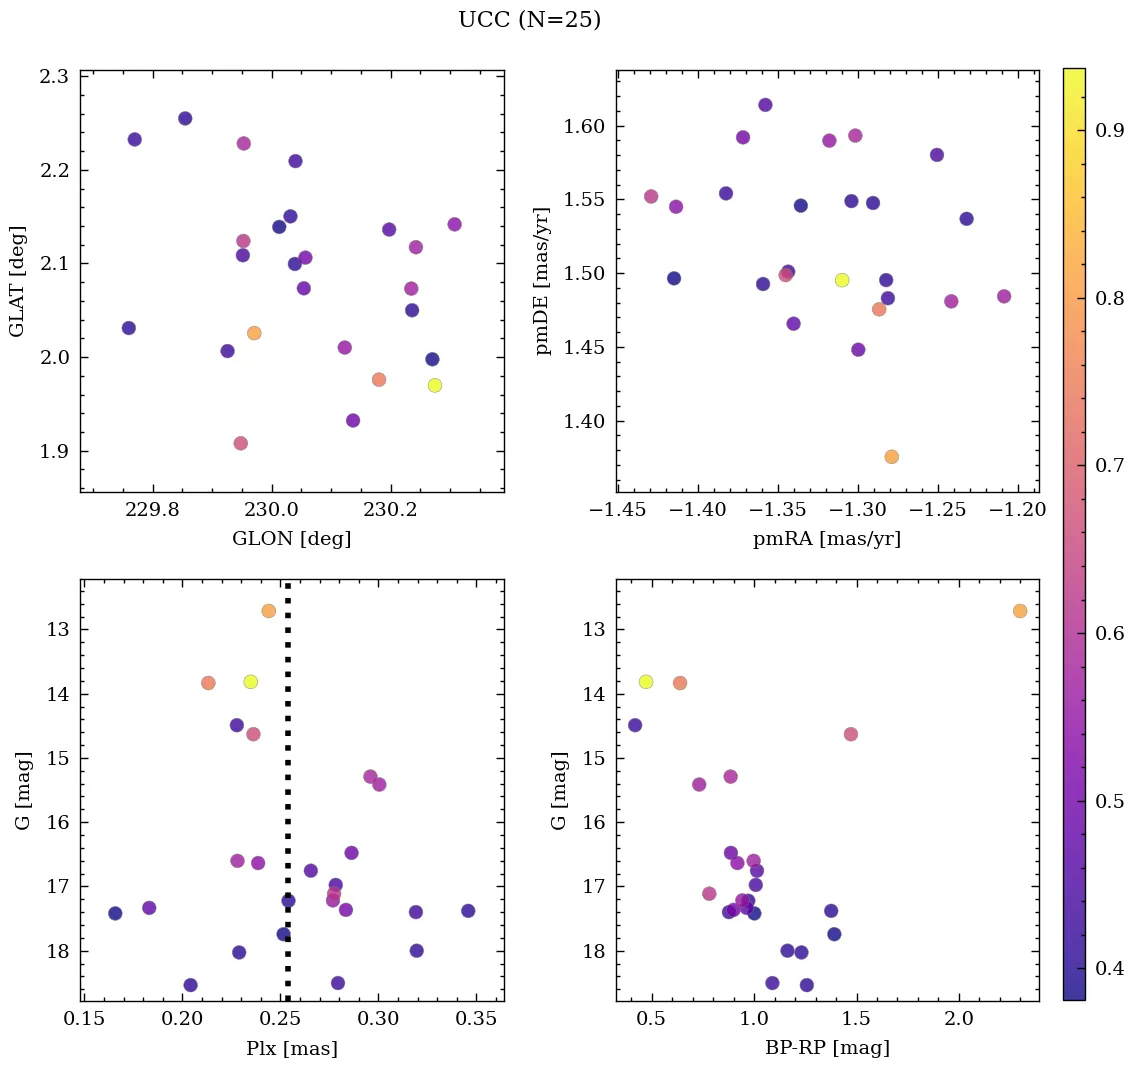 UCC (N=25)
2.3
2.2
2.1
2.0
1.9
GLAT [deg]
229.8 230.0 230.2
GLON [deg]
1.60
1.55
1.50
1.45
1.40
pmDE [mas/yr]
−1.45 −1.40 −1.35 −1.30 −1.25 −1.20
pmRA [mas/yr]
13
14
15
16
17
18
G [mag]
0.15 0.20 0.25 0.30 0.35
Plx [mas]
13
14
15
16
17
18
G [mag]
0.5 1.0 1.5 2.0
BP-RP [mag]
0.9
0.8
0.7
0.6
0.5
0.4